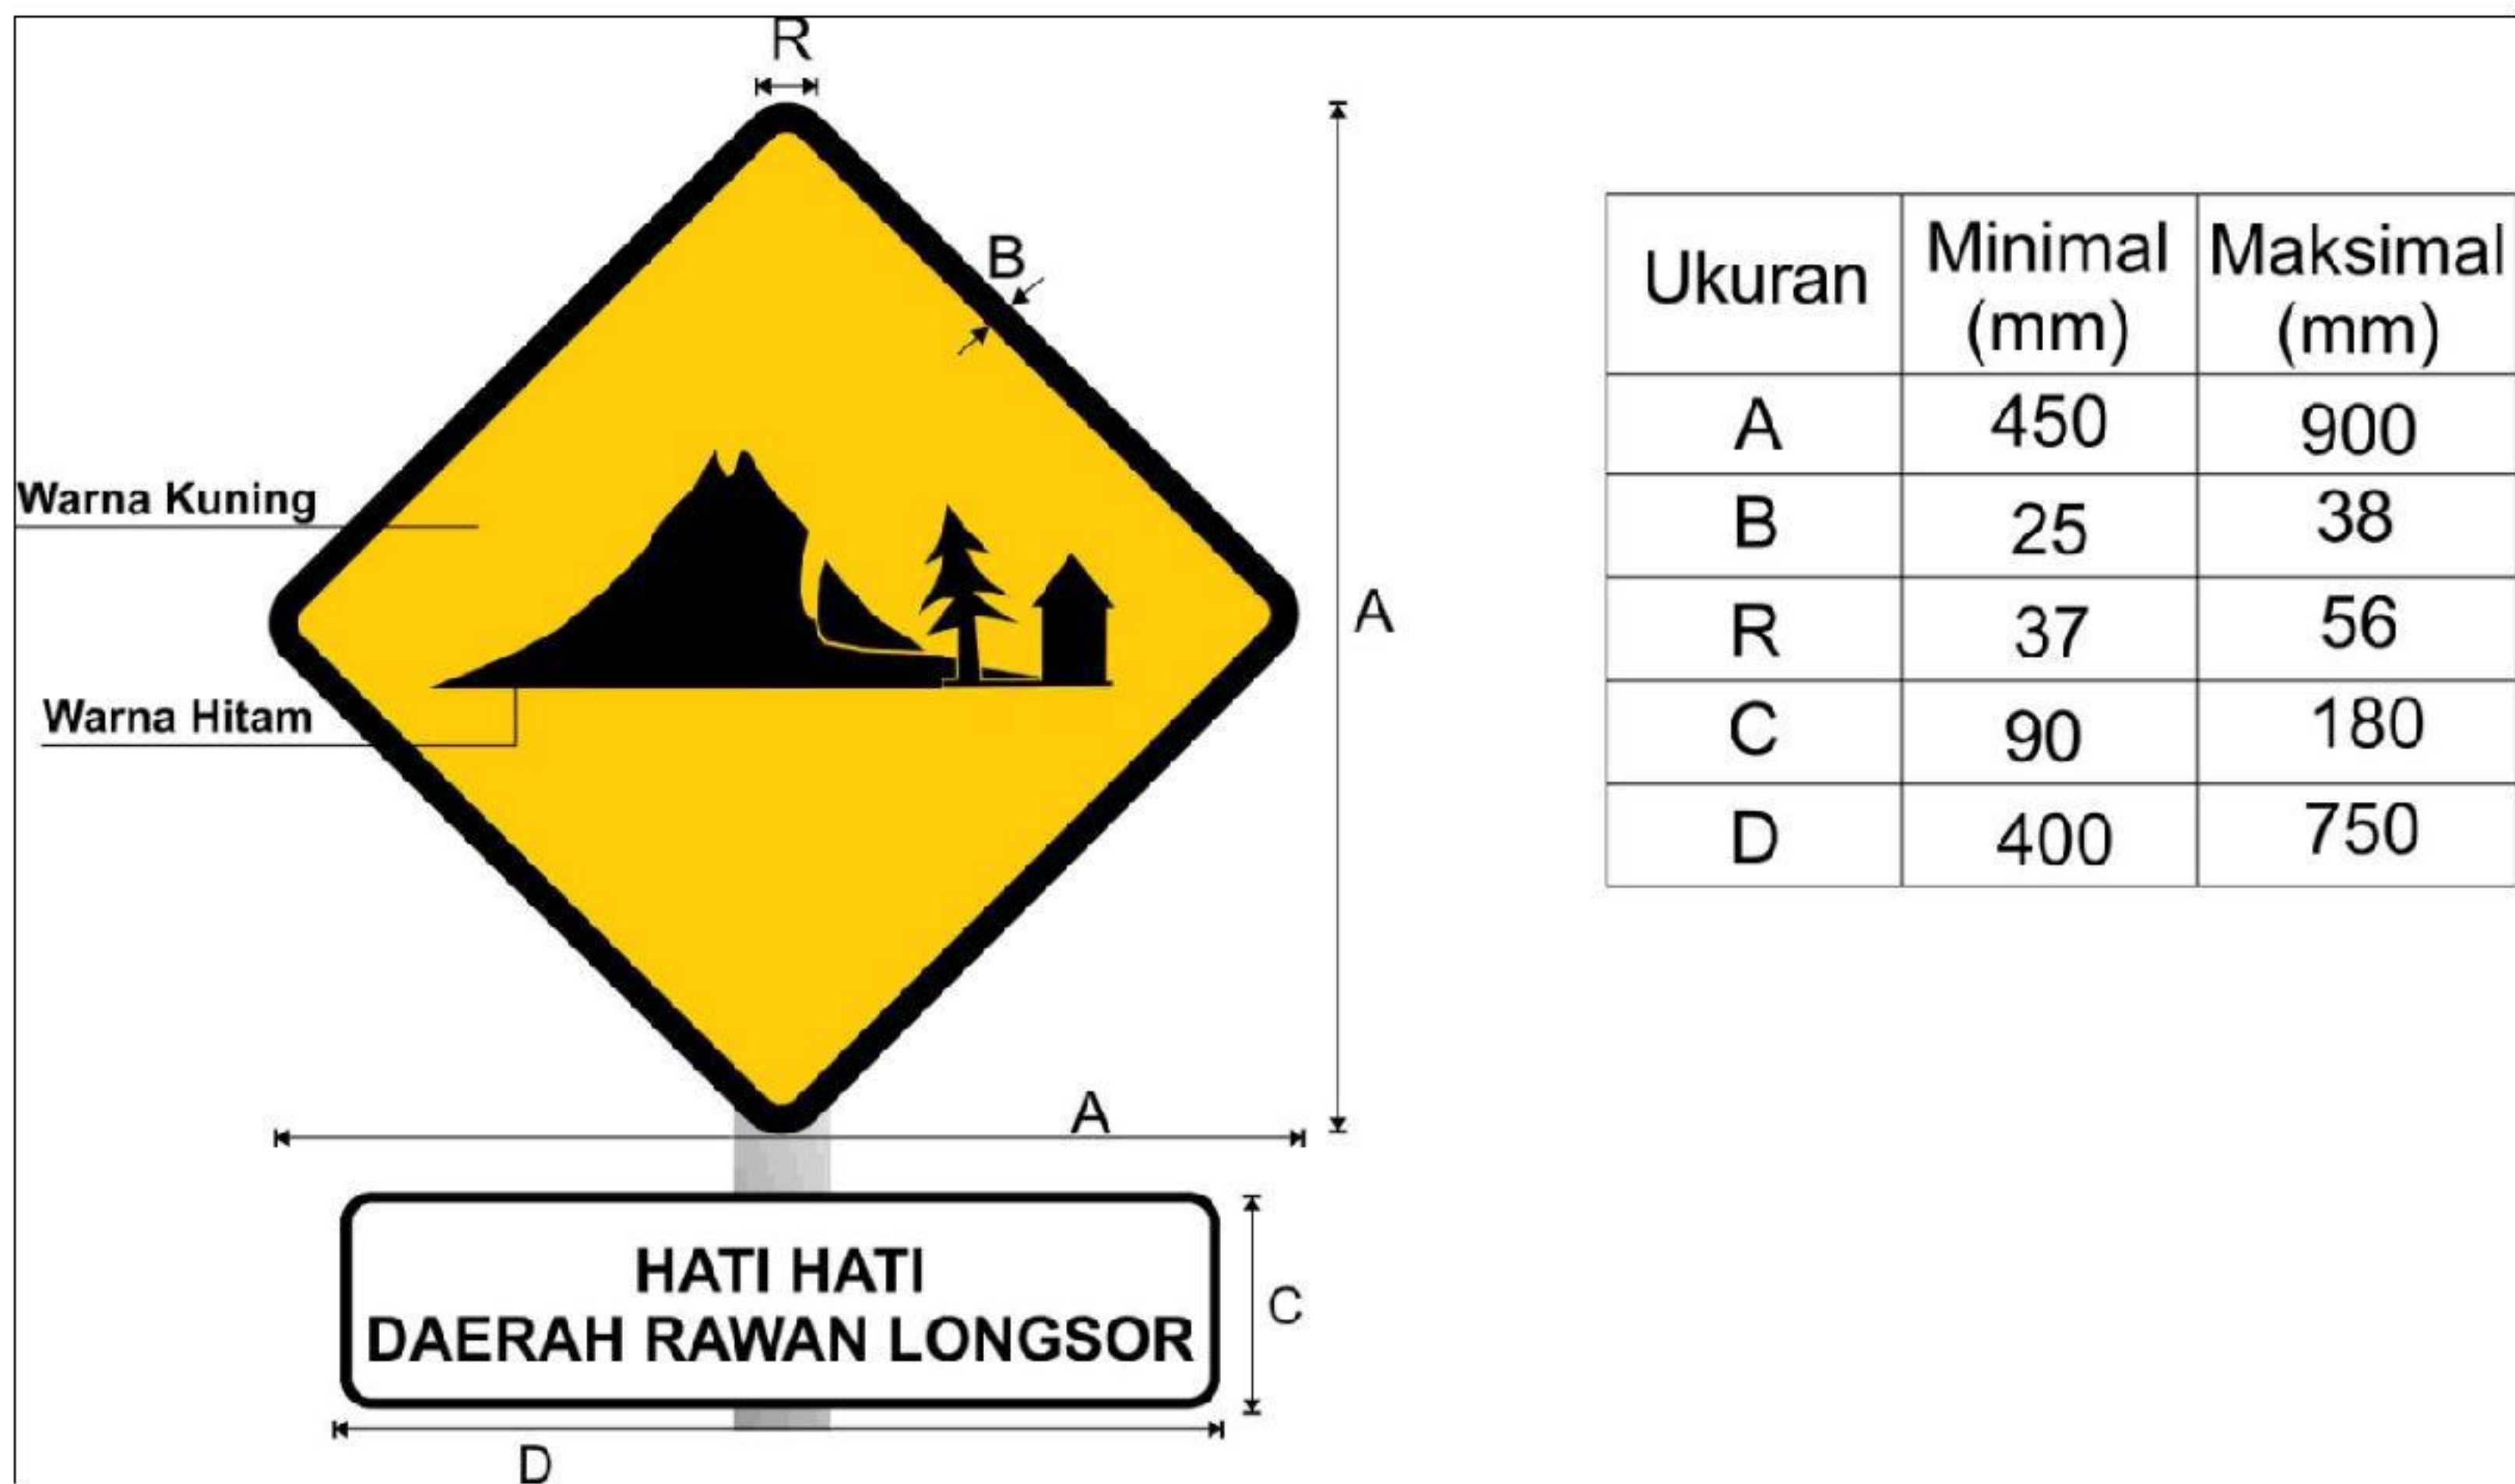 R
B
Warna Kuning
A
Warna Hitam
A
HATI HATI
DAERAH RAWAN LONGSOR
C
D
Ukuran Minimal (mm) Maksimal (mm)
A 450 900
B 25 38
R 37 56
C 90 180
D 400 750